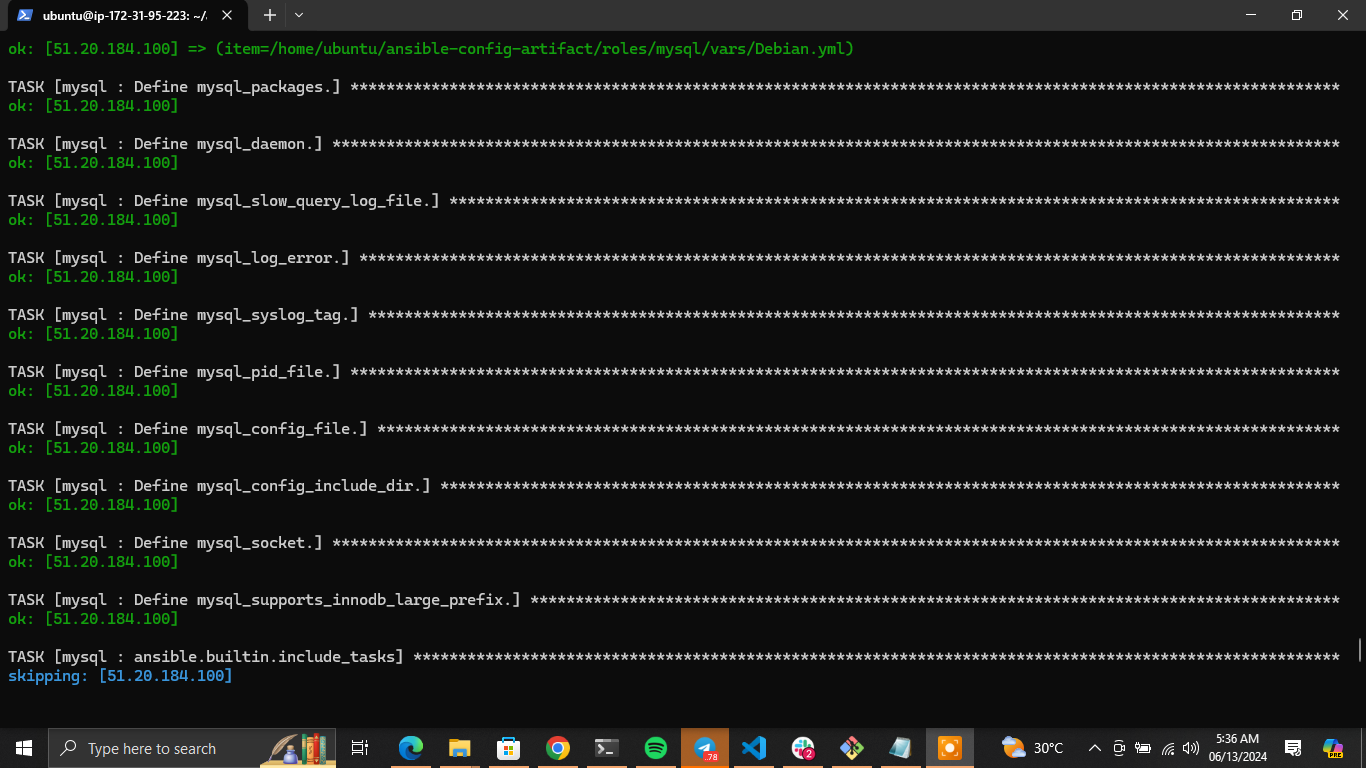 ubuntu@ip-172-31-95-223: ~/
ok: [51.20.184.100] => (item=/home/ubuntu/ansible-config-artifact/roles/mysql/vars/Debian.yml)
TASK [mysql : Define mysql_packages.] **************************************************************************************************************
ok: [51.20.184.100]
TASK [mysql : Define mysql_daemon.] ****************************************************************************************************************
ok: [51.20.184.100]
TASK [mysql : Define mysql_slow_query_log_file.] ***************************************************************************************************
ok: [51.20.184.100]
TASK [mysql : Define mysql_log_error.] *************************************************************************************************************
ok: [51.20.184.100]
TASK [mysql : Define mysql_syslog_tag.] ************************************************************************************************************
ok: [51.20.184.100]
TASK [mysql : Define mysql_pid_file.] **************************************************************************************************************
ok: [51.20.184.100]
TASK [mysql : Define mysql_config_file.] ***********************************************************************************************************
ok: [51.20.184.100]
TASK [mysql : Define mysql_config_include_dir.] ****************************************************************************************************
ok: [51.20.184.100]
TASK [mysql : Define mysql_socket.] ****************************************************************************************************************
ok: [51.20.184.100]
TASK [mysql : Define mysql_supports_innodb_large_prefix.] ******************************************************************************************
ok: [51.20.184.100]
TASK [mysql : ansible.builtin.include_tasks] *******************************************************************************************************
skipping: [51.20.184.100]
Type here to search
.78
2
30°C
5:36 AM
06/13/2024
PRE